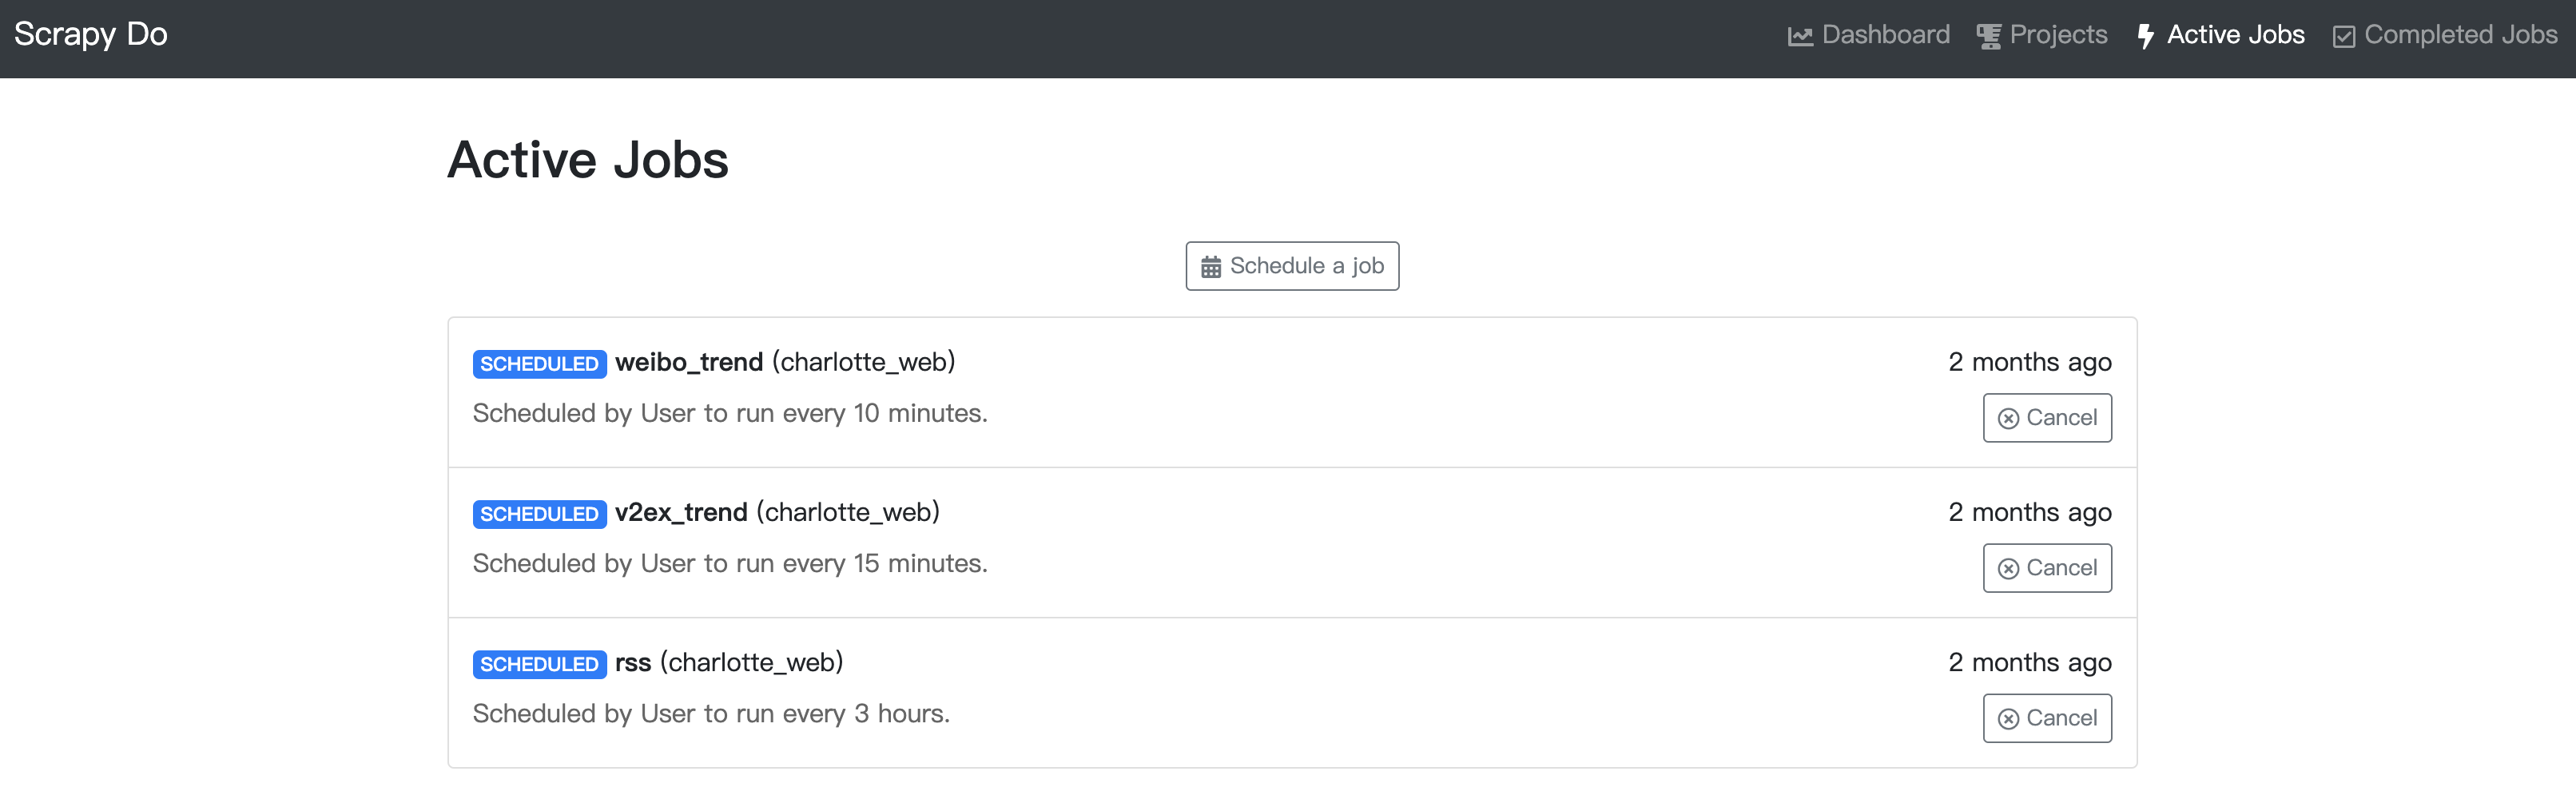 Scrapy Do
Dashboard Projects Active Jobs Completed Jobs
Active Jobs
Schedule a job
SCHEDULED weibo_trend (charlotte_web) 2 months ago
Scheduled by User to run every 10 minutes. Cancel
SCHEDULED v2ex_trend (charlotte_web) 2 months ago
Scheduled by User to run every 15 minutes. Cancel
SCHEDULED rss (charlotte_web) 2 months ago
Scheduled by User to run every 3 hours. Cancel